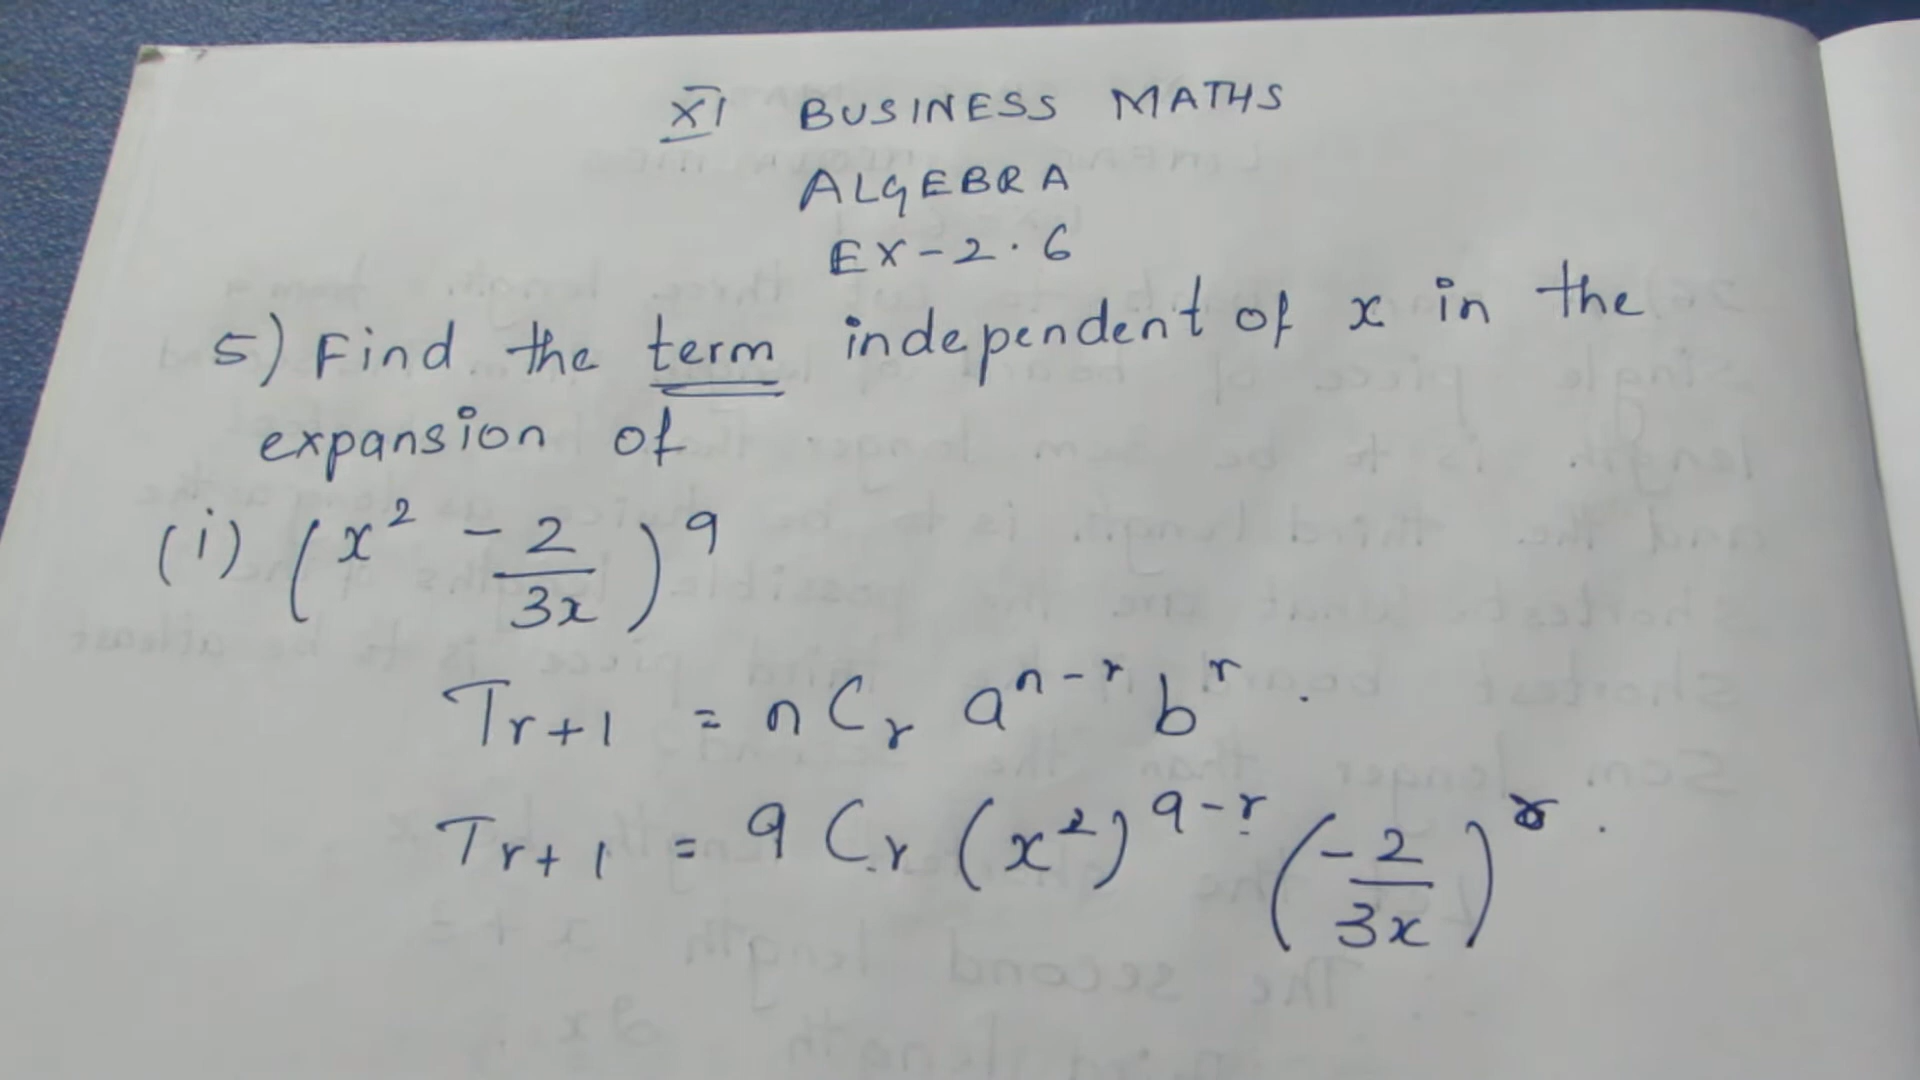 XI BUSINESS MATHS
ALGEBRA
EX-2.6
5) Find the term independent of x in the
expansion of
(i) (x² - 2/3x)⁹
Tr+1 = nCr aⁿ⁻ʳ bʳ.
Tr+1 = 9Cr (x²)⁹⁻ʳ (-2/3x)ʳ.